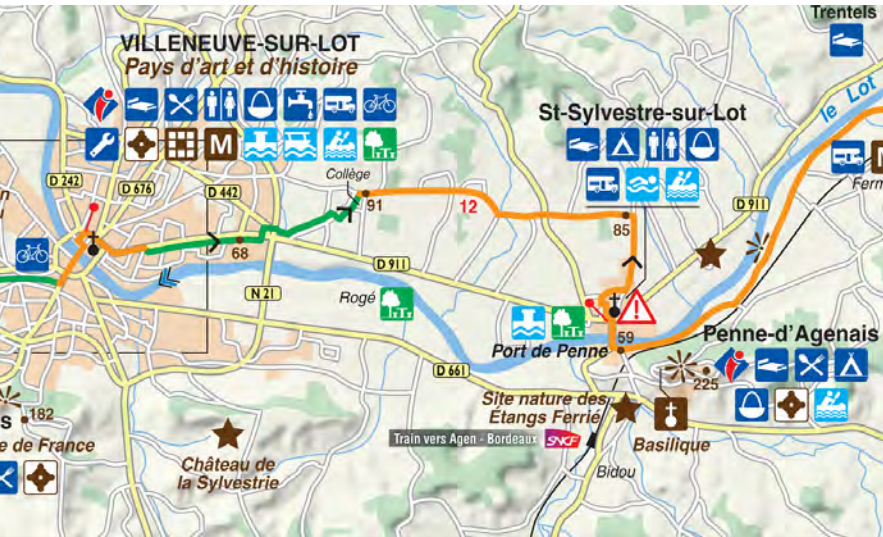 Trentels
VILLENEUVE-SUR-LOT
Pays d'art et d'histoire
le Lot
St-Sylvestre-sur-Lot
M
M
Ferm
Collège
D 242
D 676
D 442
91
12
D 911
85
68
D 911
N 21
Rogé
59
Port de Penne
Penne-d'Agenais
D 661
225
Site nature des
Étangs Ferrié
182
s
e de France
Train vers Agen - Bordeaux SNCF
Basilique
Château de
la Sylvestrie
Bidou